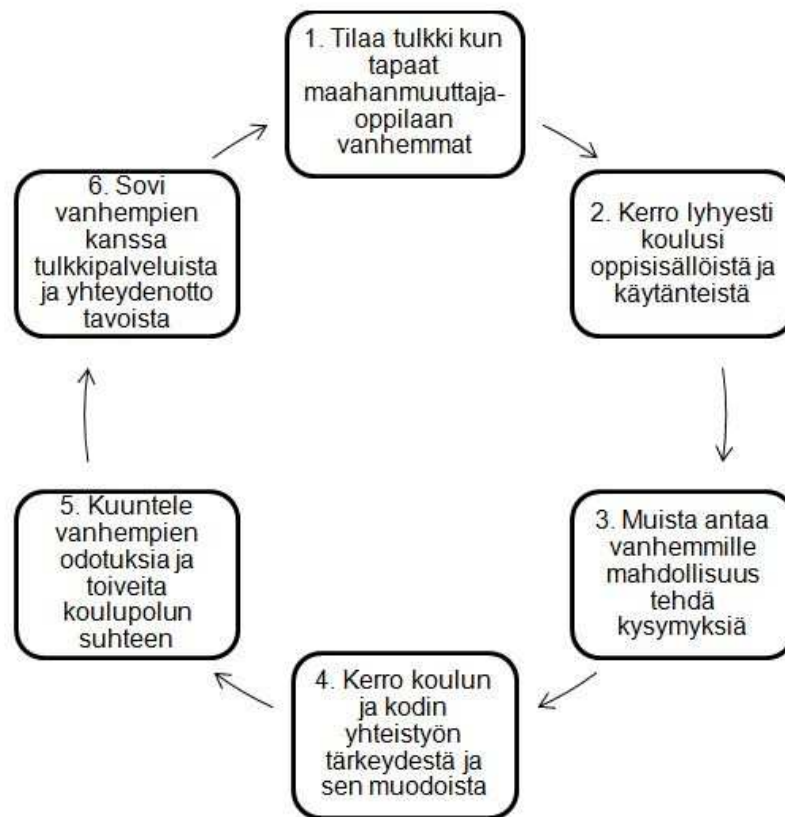 1. Tilaa tulkki kun
tapaat
maahanmuuttaja-
oppilaan
vanhemmat
2. Kerro lyhyesti
koulusi
oppisisällöistä ja
käytänteistä
3. Muista antaa
vanhemmille
mahdollisuus
tehdä
kysymyksiä
4. Kerro koulun
ja kodin
yhteistyön
tärkeydestä ja
sen muodoista
5. Kuuntele
vanhempien
odotuksia ja
toiveita
koulupolun
suhteen
6. Sovi
vanhempien
kanssa
tulkkipalveluista
ja yhteydenotto
tavoista